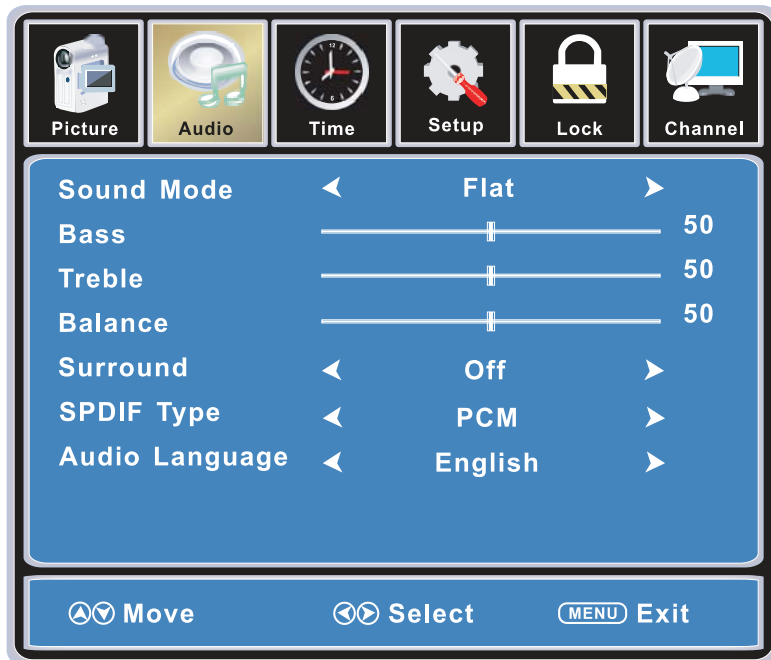 Picture Audio Time Setup Lock Channel
Sound Mode Flat
Bass 50
Treble 50
Balance 50
Surround Off
SPDIF Type PCM
Audio Language English
Move Select MENU Exit